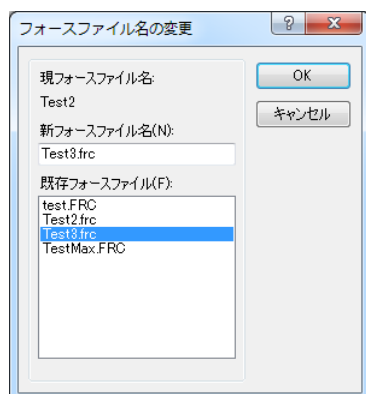 フォースファイル名の変更
現フォースファイル名:
Test2
新フォースファイル名(N):
Test3.frc
既存フォースファイル(F):
test.FRC
Test2.frc
Test3.frc
TestMax.FRC
OK
キャンセル